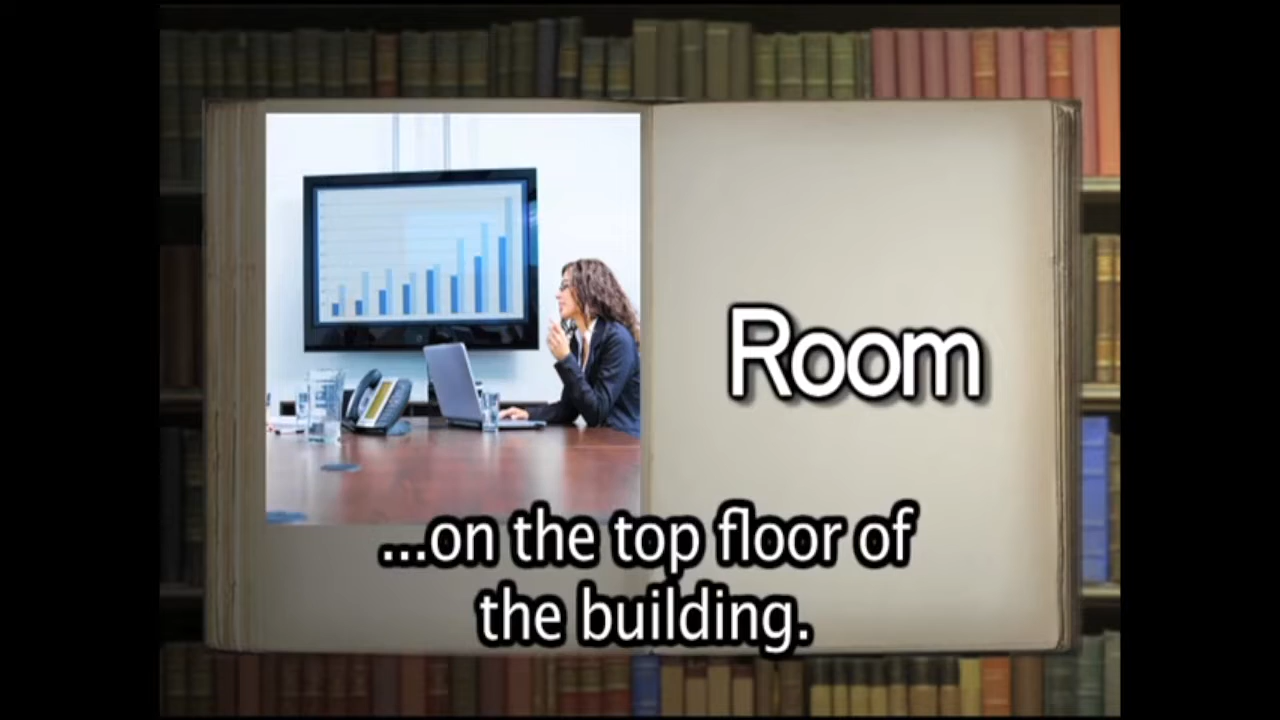 Room
...on the top floor of
the building.